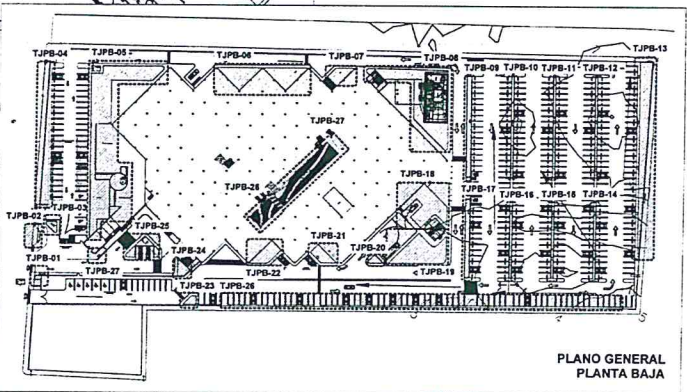 TJPB-04 TJPB-05 TJPB-06 TJPB-07 TJPB-08 TJPB-13
TJPB-09 TJPB-10 TJPB-11 TJPB-12
TJPB-27
TJPB-28 TJPB-18
TJPB-17 TJPB-16 TJPB-15 TJPB-14
TJPB-03
TJPB-02
TJPB-25
TJPB-21
TJPB-24 TJPB-20
TJPB-01
TJPB-27 TJPB-22 TJPB-19
TJPB-23 TJPB-26
PLANO GENERAL
PLANTA BAJA